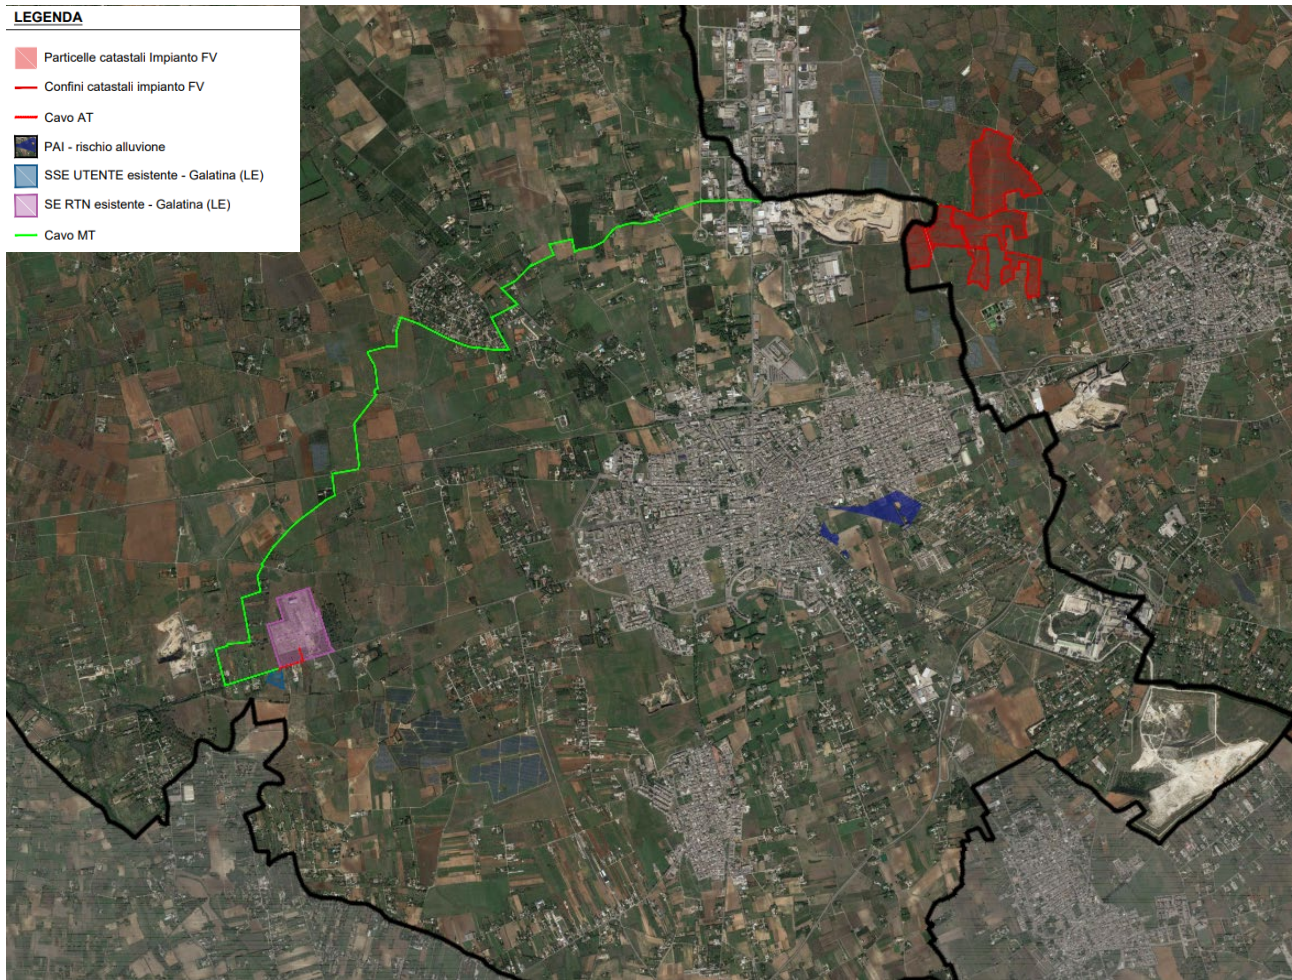 LEGENDA
Particelle catastali Impianto FV
Confini catastali impianto FV
Cavo AT
PAI - rischio alluvione
SSE UTENTE esistente - Galatina (LE)
SE RTN esistente - Galatina (LE)
Cavo MT